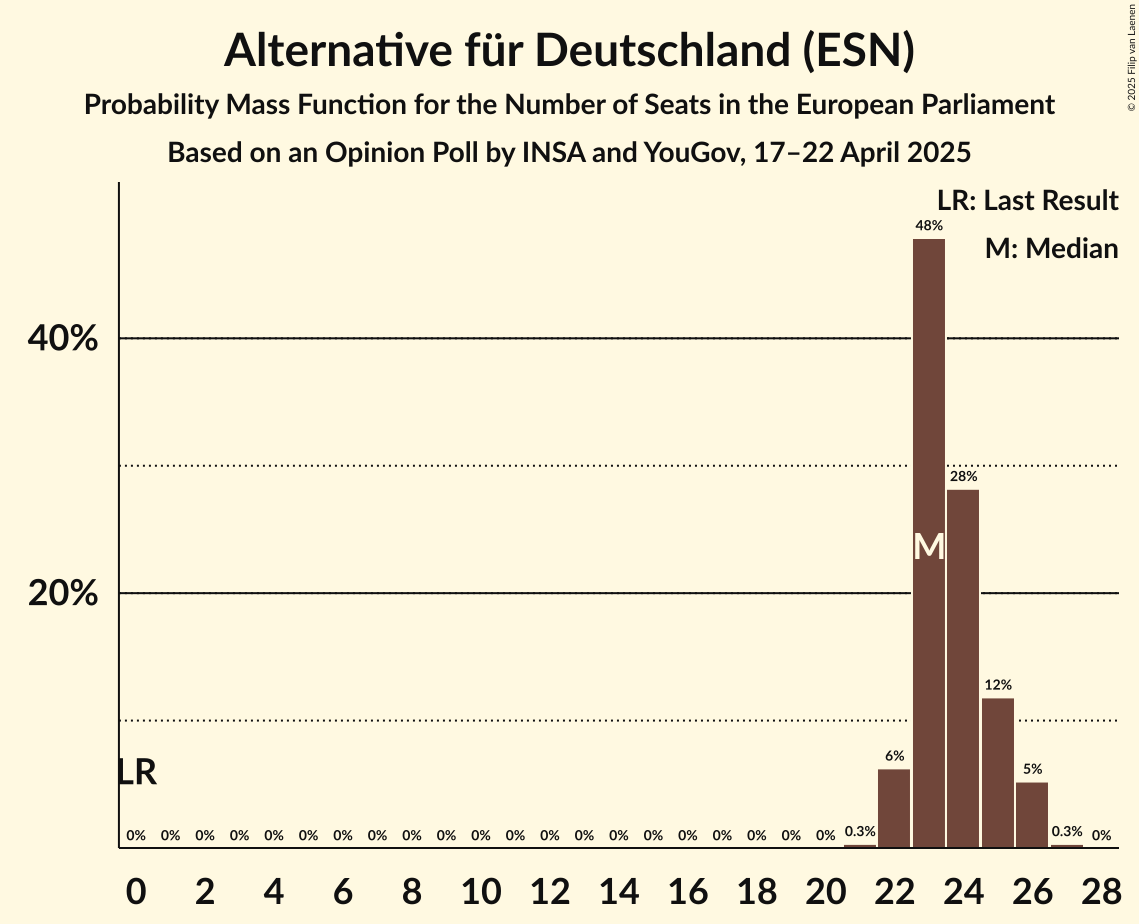 Alternative für Deutschland (ESN)
Probability Mass Function for the Number of Seats in the European Parliament
Based on an Opinion Poll by INSA and YouGov, 17–22 April 2025
© 2025 Filip van Laenen
LR: Last Result
M: Median
48%
40%
28%
M
20%
12%
LR
6%
5%
0% 0% 0% 0% 0% 0% 0% 0% 0% 0% 0% 0% 0% 0% 0% 0% 0% 0% 0% 0% 0% 0.3% 0.3% 0%
0 2 4 6 8 10 12 14 16 18 20 22 24 26 28